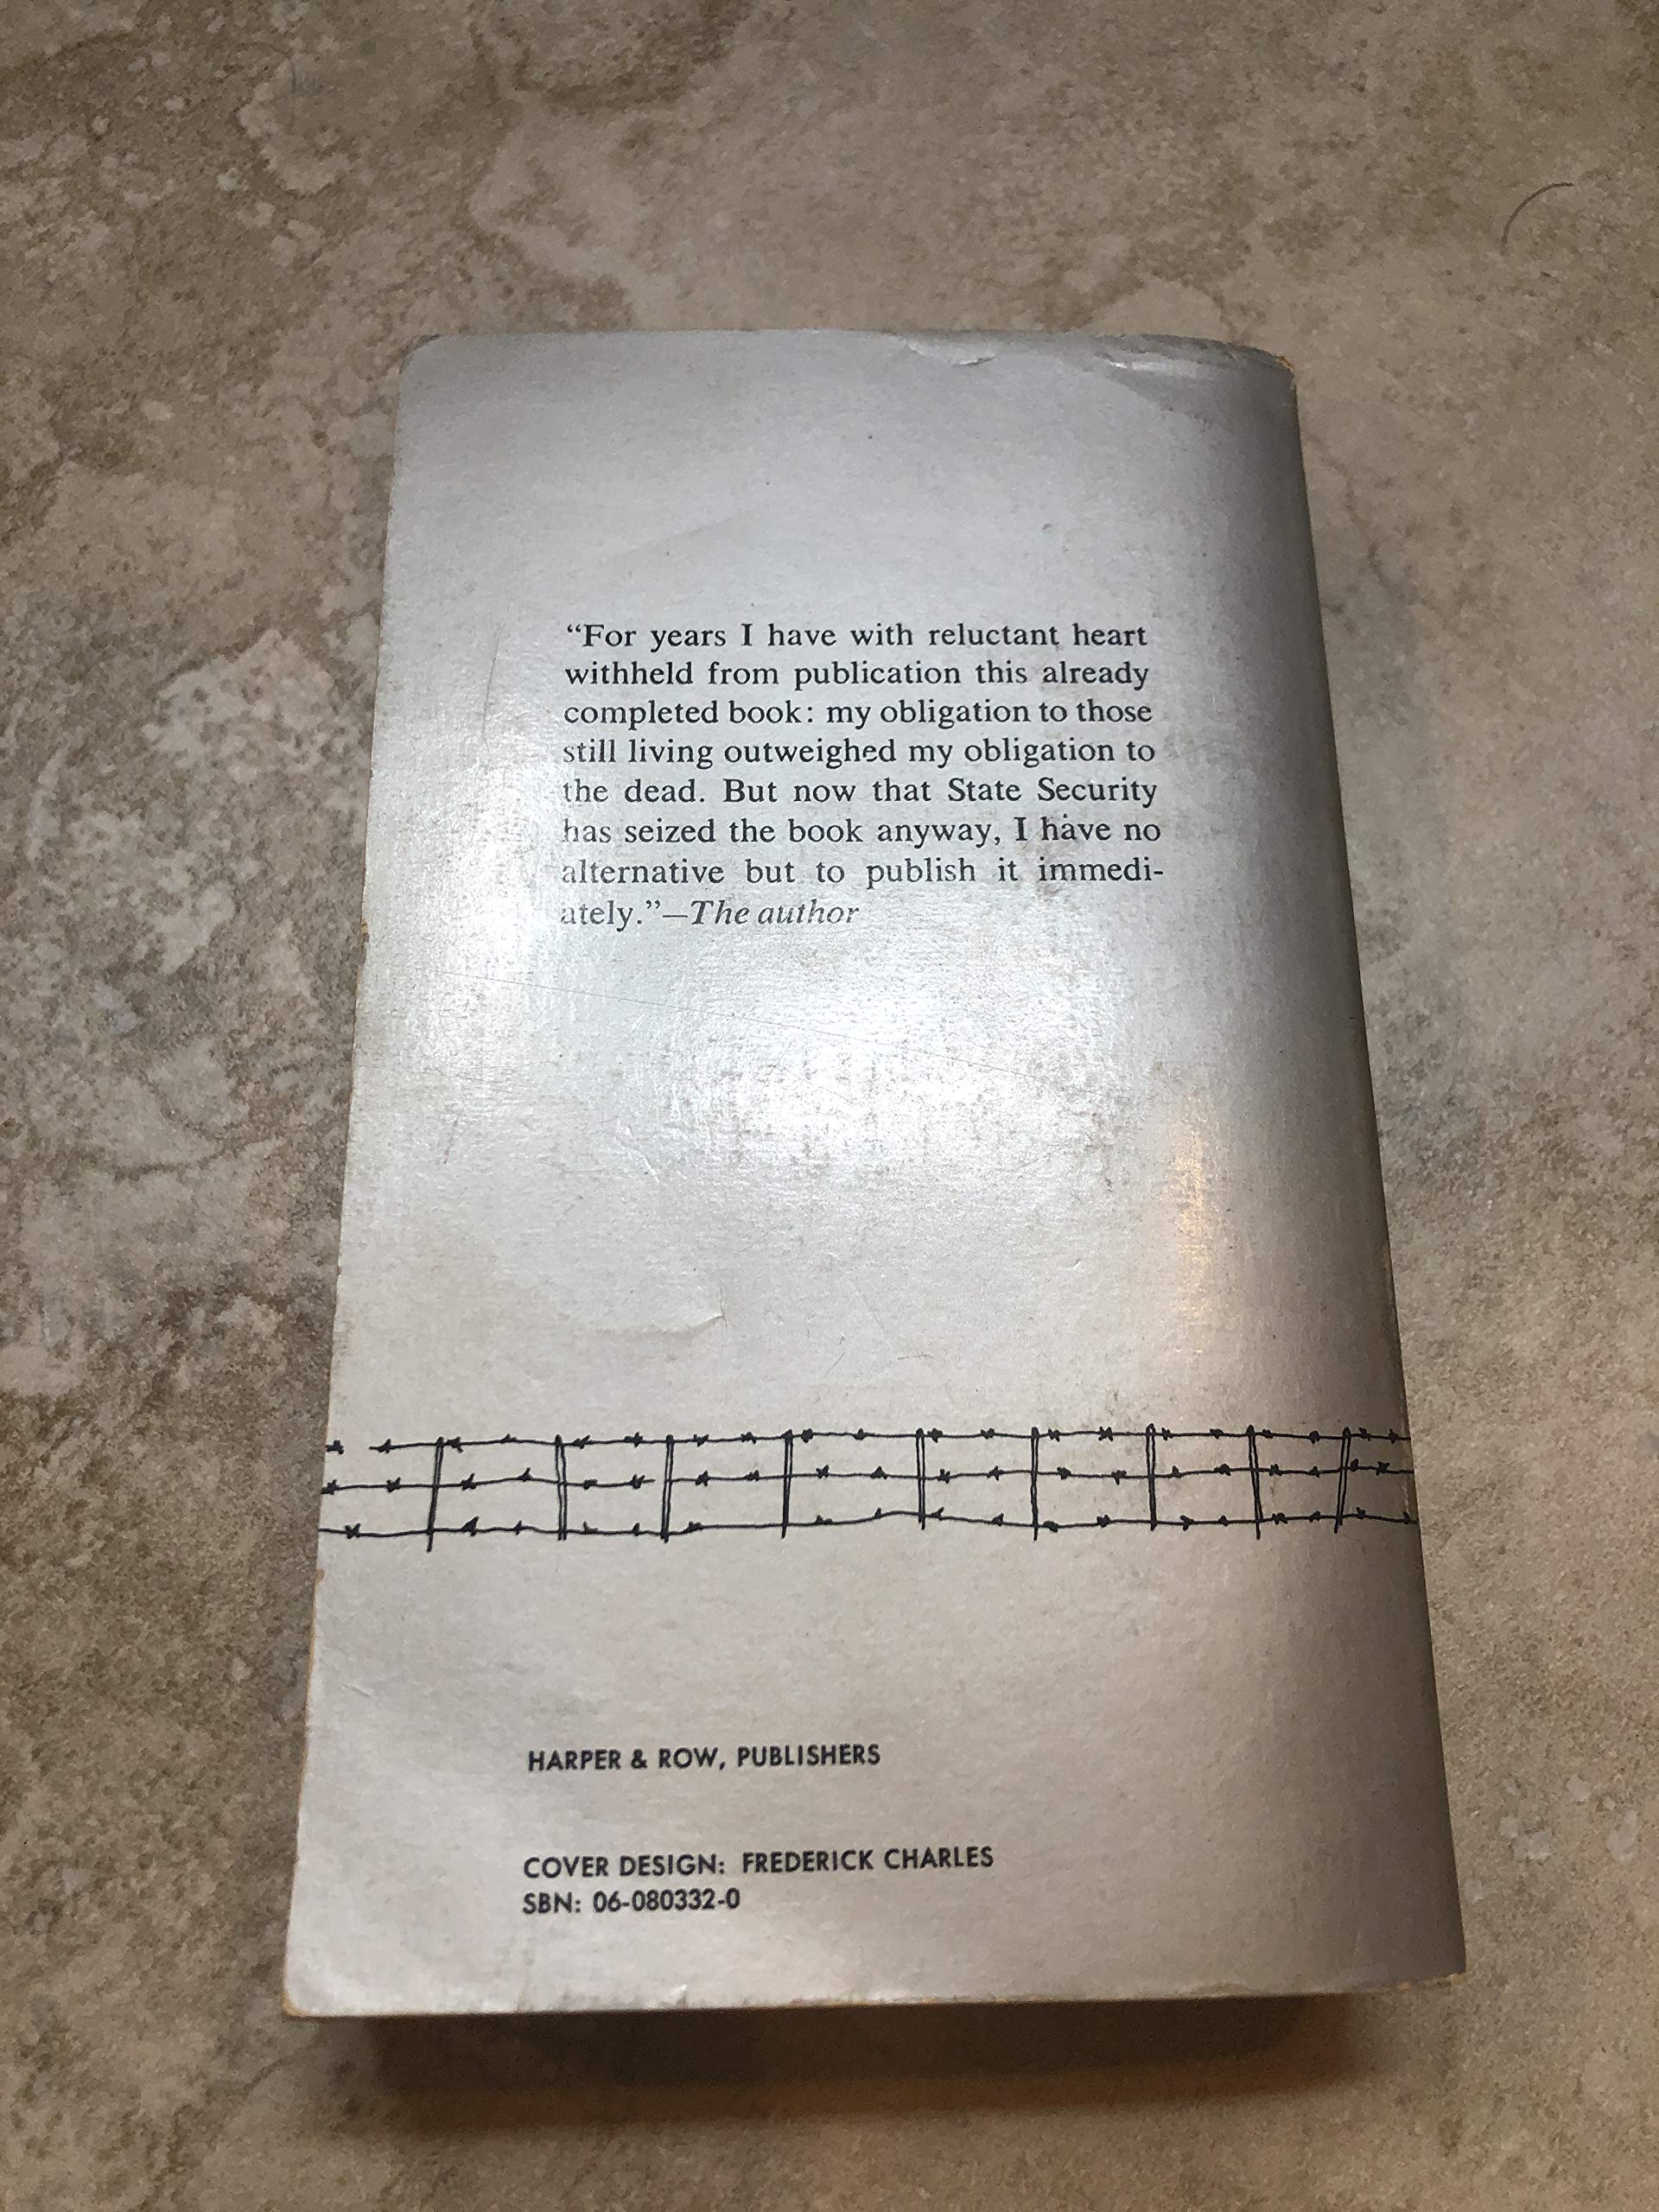 “For years I have with reluctant heart
withheld from publication this already
completed book: my obligation to those
still living outweighed my obligation to
the dead. But now that State Security
has seized the book anyway, I have no
alternative but to publish it immedi-
ately.”—The author
HARPER & ROW, PUBLISHERS
COVER DESIGN: FREDERICK CHARLES
SBN: 06-080332-0